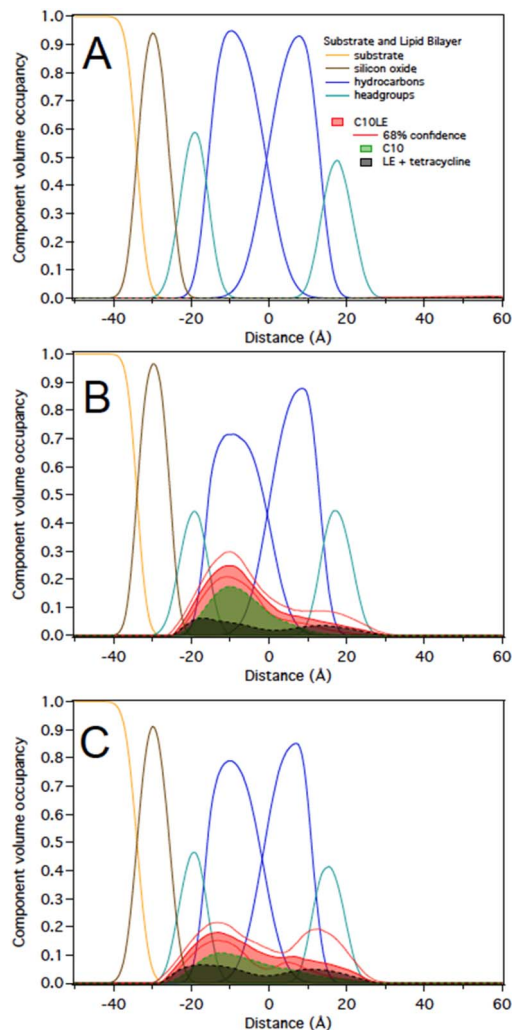 A
Component volume occupancy
1.0
0.9
0.8
0.7
0.6
0.5
0.4
0.3
0.2
0.1
0.0
Substrate and Lipid Bilayer
substrate
silicon oxide
hydrocarbons
headgroups
C10LE
68% confidence
C10
LE + tetracycline
-40 -20 0 20 40 60
Distance (Å)
B
Component volume occupancy
1.0
0.9
0.8
0.7
0.6
0.5
0.4
0.3
0.2
0.1
0.0
-40 -20 0 20 40 60
Distance (Å)
C
Component volume occupancy
1.0
0.9
0.8
0.7
0.6
0.5
0.4
0.3
0.2
0.1
0.0
-40 -20 0 20 40 60
Distance (Å)